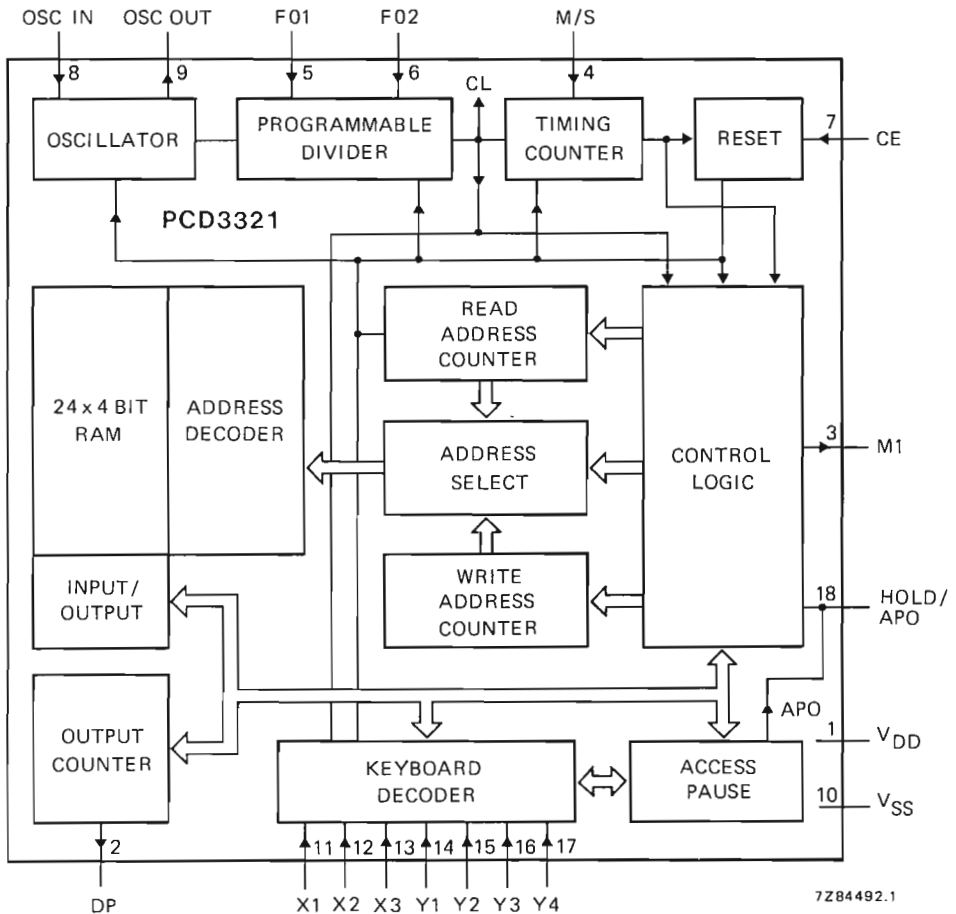 OSC IN OSC OUT F01 F02 M/S
8 9 5 6 CL 4
OSCILLATOR
PROGRAMMABLE
DIVIDER
TIMING
COUNTER
RESET
7
CE
PCD3321
24 x 4 BIT
RAM
ADDRESS
DECODER
READ
ADDRESS
COUNTER
ADDRESS
SELECT
CONTROL
LOGIC
3
M1
INPUT/
OUTPUT
WRITE
ADDRESS
COUNTER
18
HOLD/
APO
OUTPUT
COUNTER
KEYBOARD
DECODER
APO
ACCESS
PAUSE
1
VDD
10
VSS
2
11 12 13 14 15 16 17
DP
X1 X2 X3 Y1 Y2 Y3 Y4
7Z84492.1